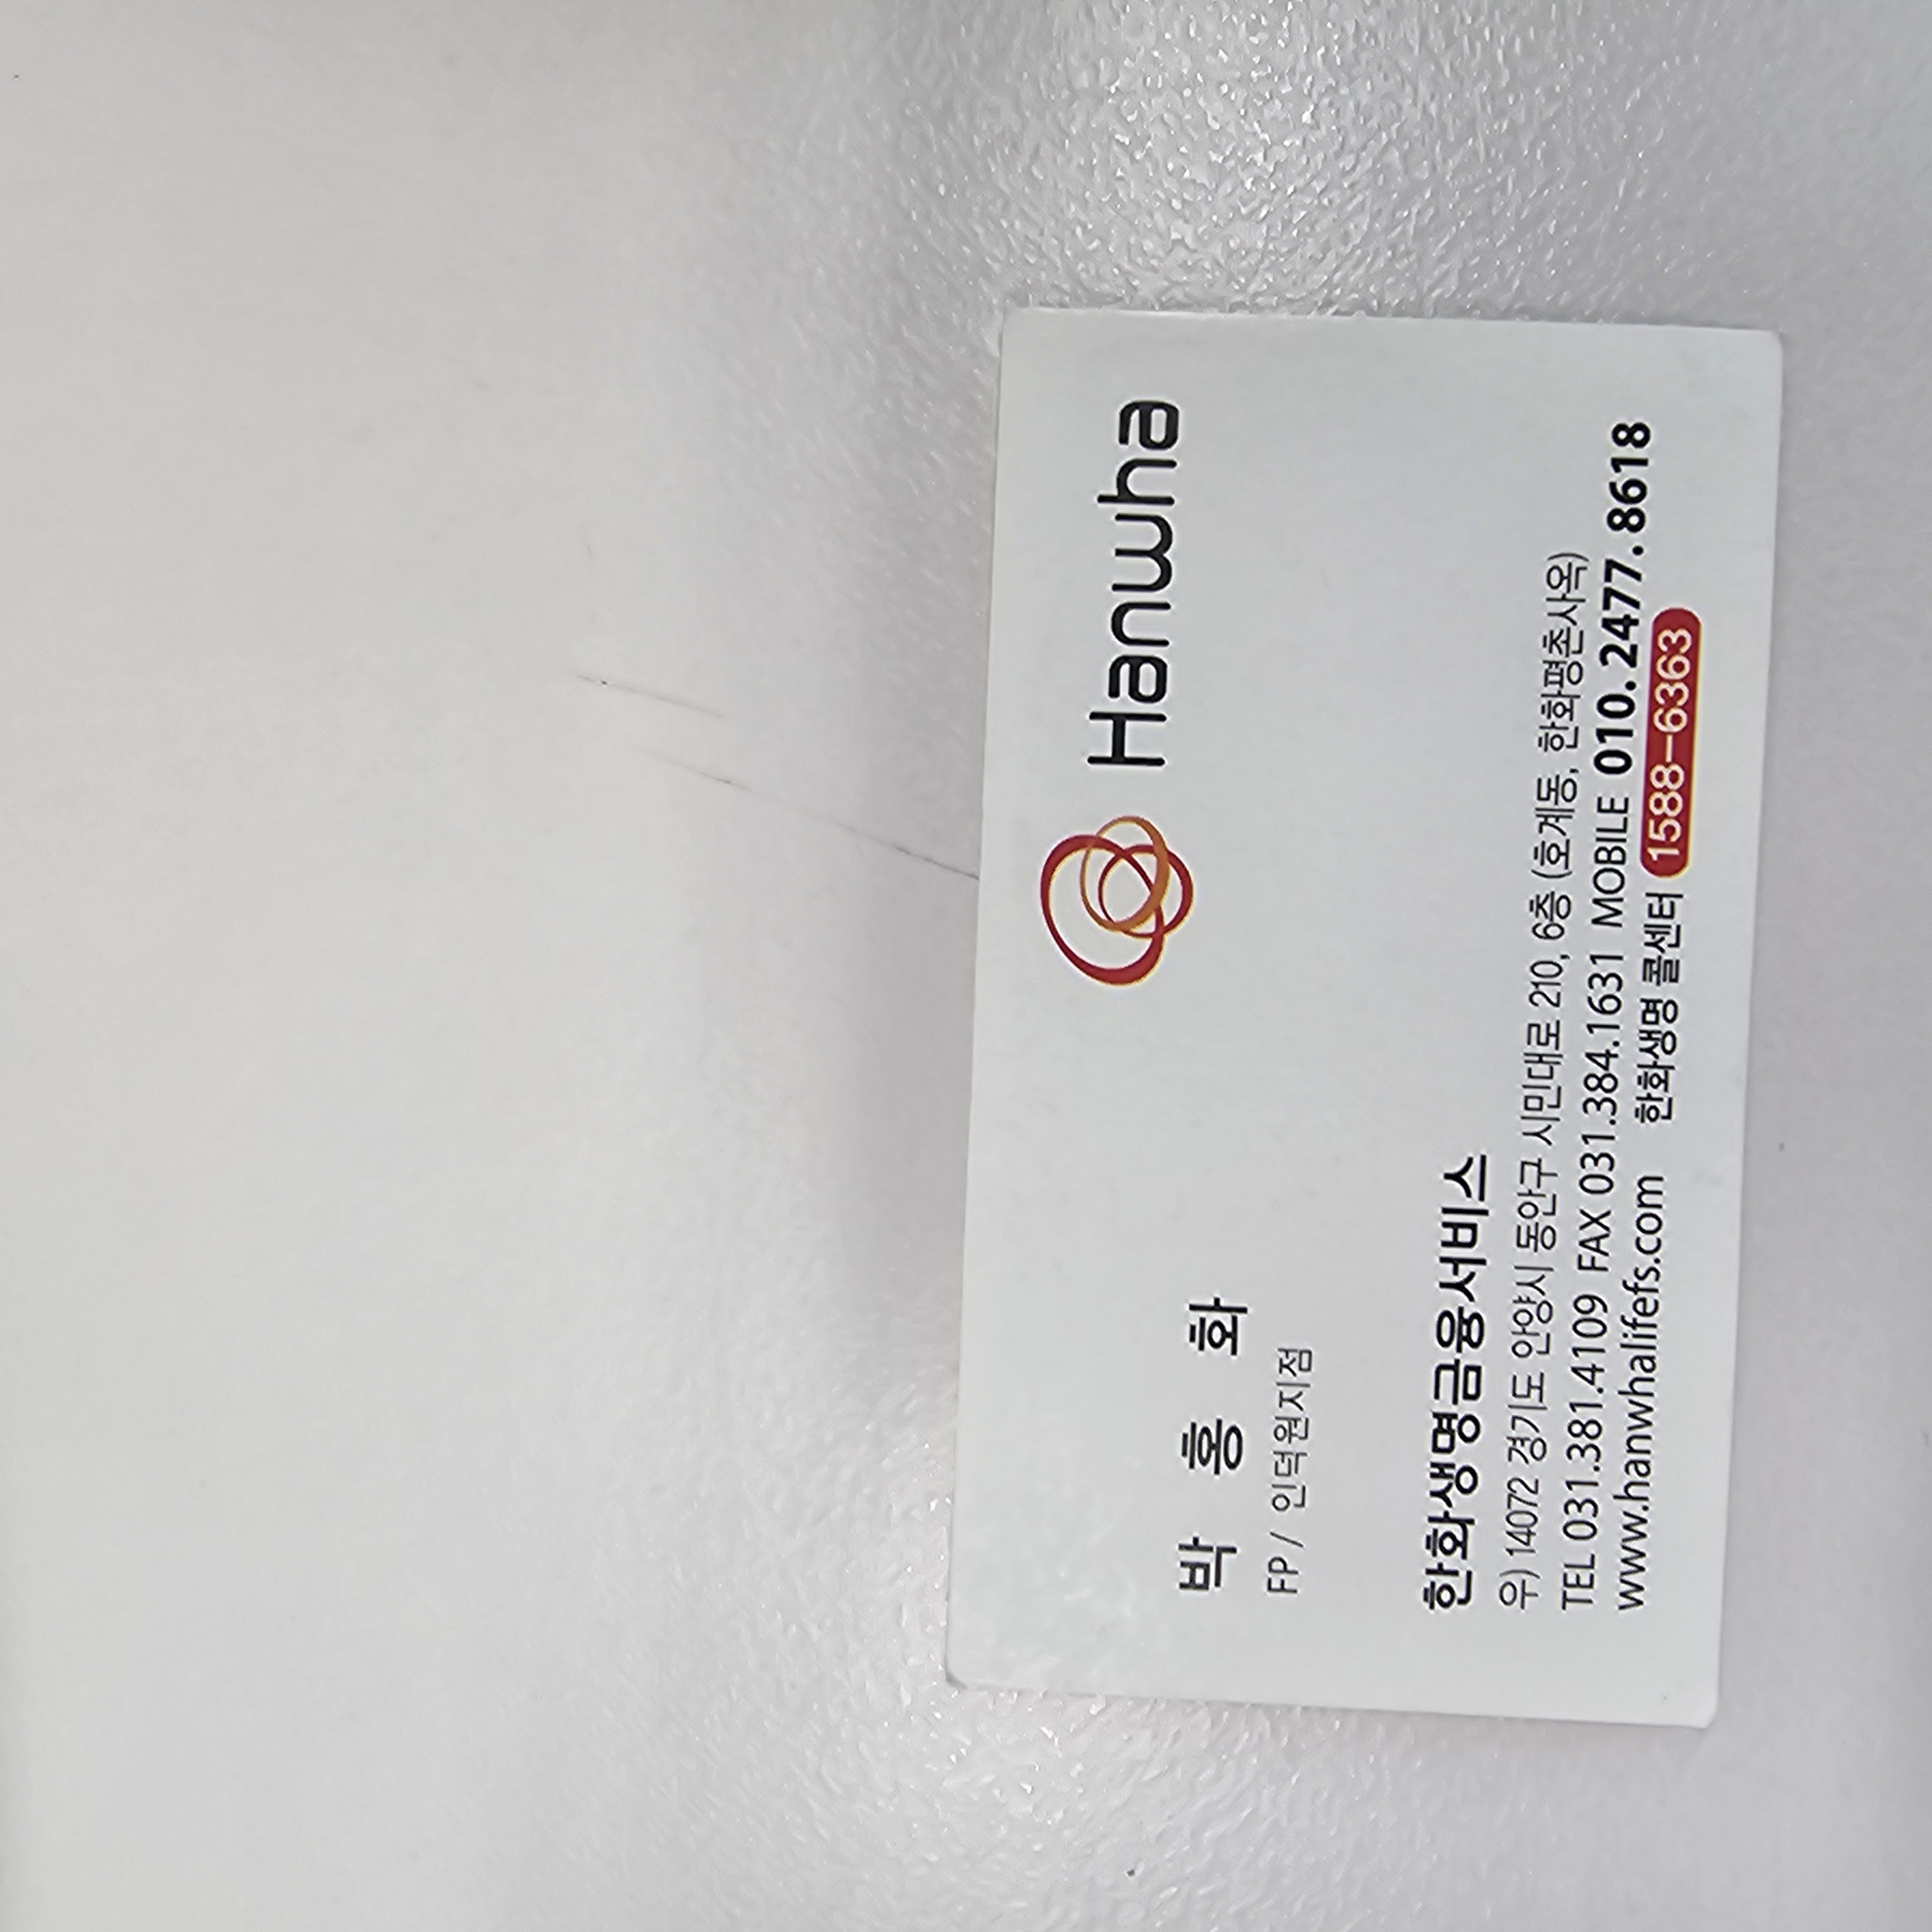 Hanwha
박 홍 화
FP / 인덕원지점
한화생명금융서비스
우) 14072 경기도 안양시 동안구 시민대로 210, 6층 (호계동, 한화평촌사옥)
TEL 031.381.4109 FAX 031.384.1631 MOBILE 010.2477.8618
www.hanwhalifefs.com 한화생명 콜센터 1588-6363